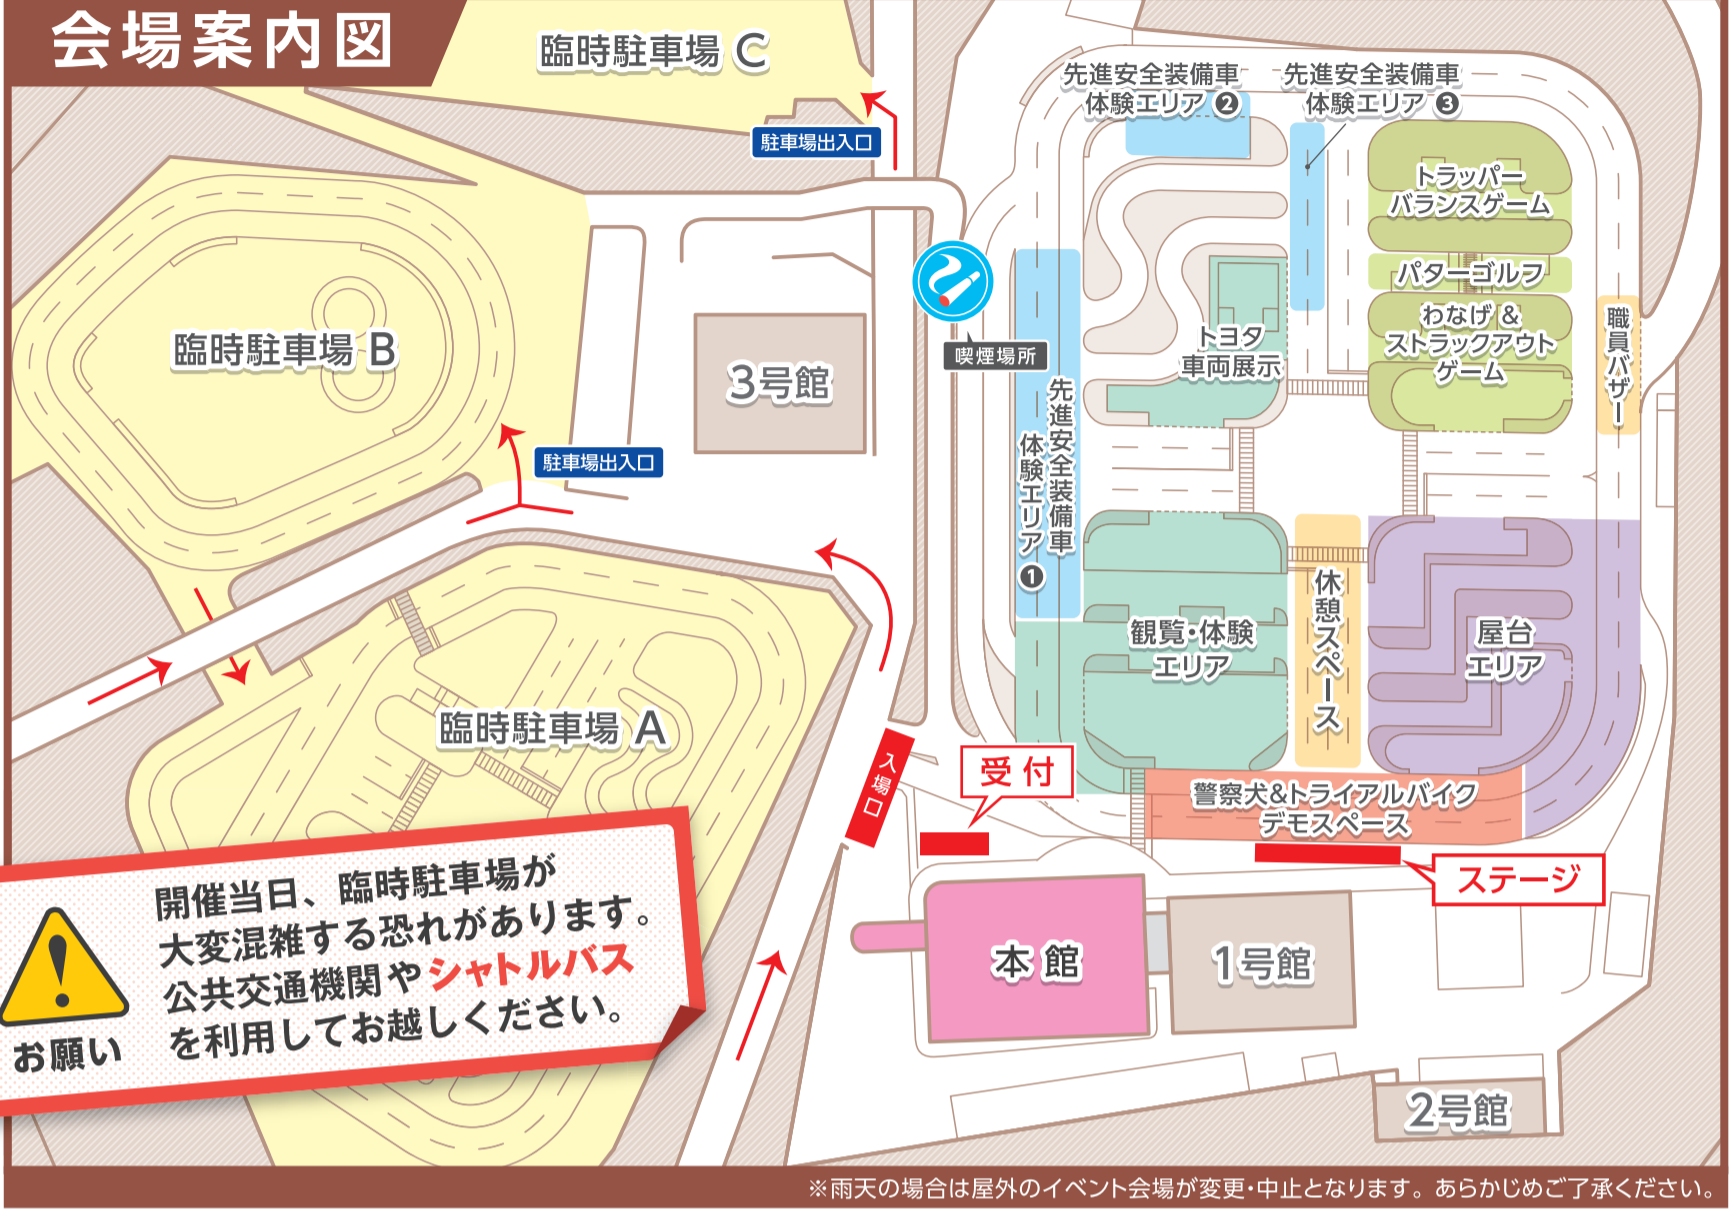 会場案内図
臨時駐車場 C
駐車場出入口
先進安全装備車
体験エリア ❷
先進安全装備車
体験エリア ❸
トラッパー
バランスゲーム
パターゴルフ
わなげ &
ストラックアウト
ゲーム
職員バザー
臨時駐車場 B
3号館
喫煙場所
トヨタ
車両展示
先進安全装備車
体験エリア ❶
駐車場出入口
観覧・体験
エリア
休憩スペース
屋台
エリア
臨時駐車場 A
入場口
受付
警察犬&トライアルバイク
デモスペース
ステージ
本館
1号館
2号館
開催当日、臨時駐車場が
大変混雑する恐れがあります。
公共交通機関やシャトルバス
を利用してお越しください。
お願い
※雨天の場合は屋外のイベント会場が変更・中止となります。あらかじめご了承ください。